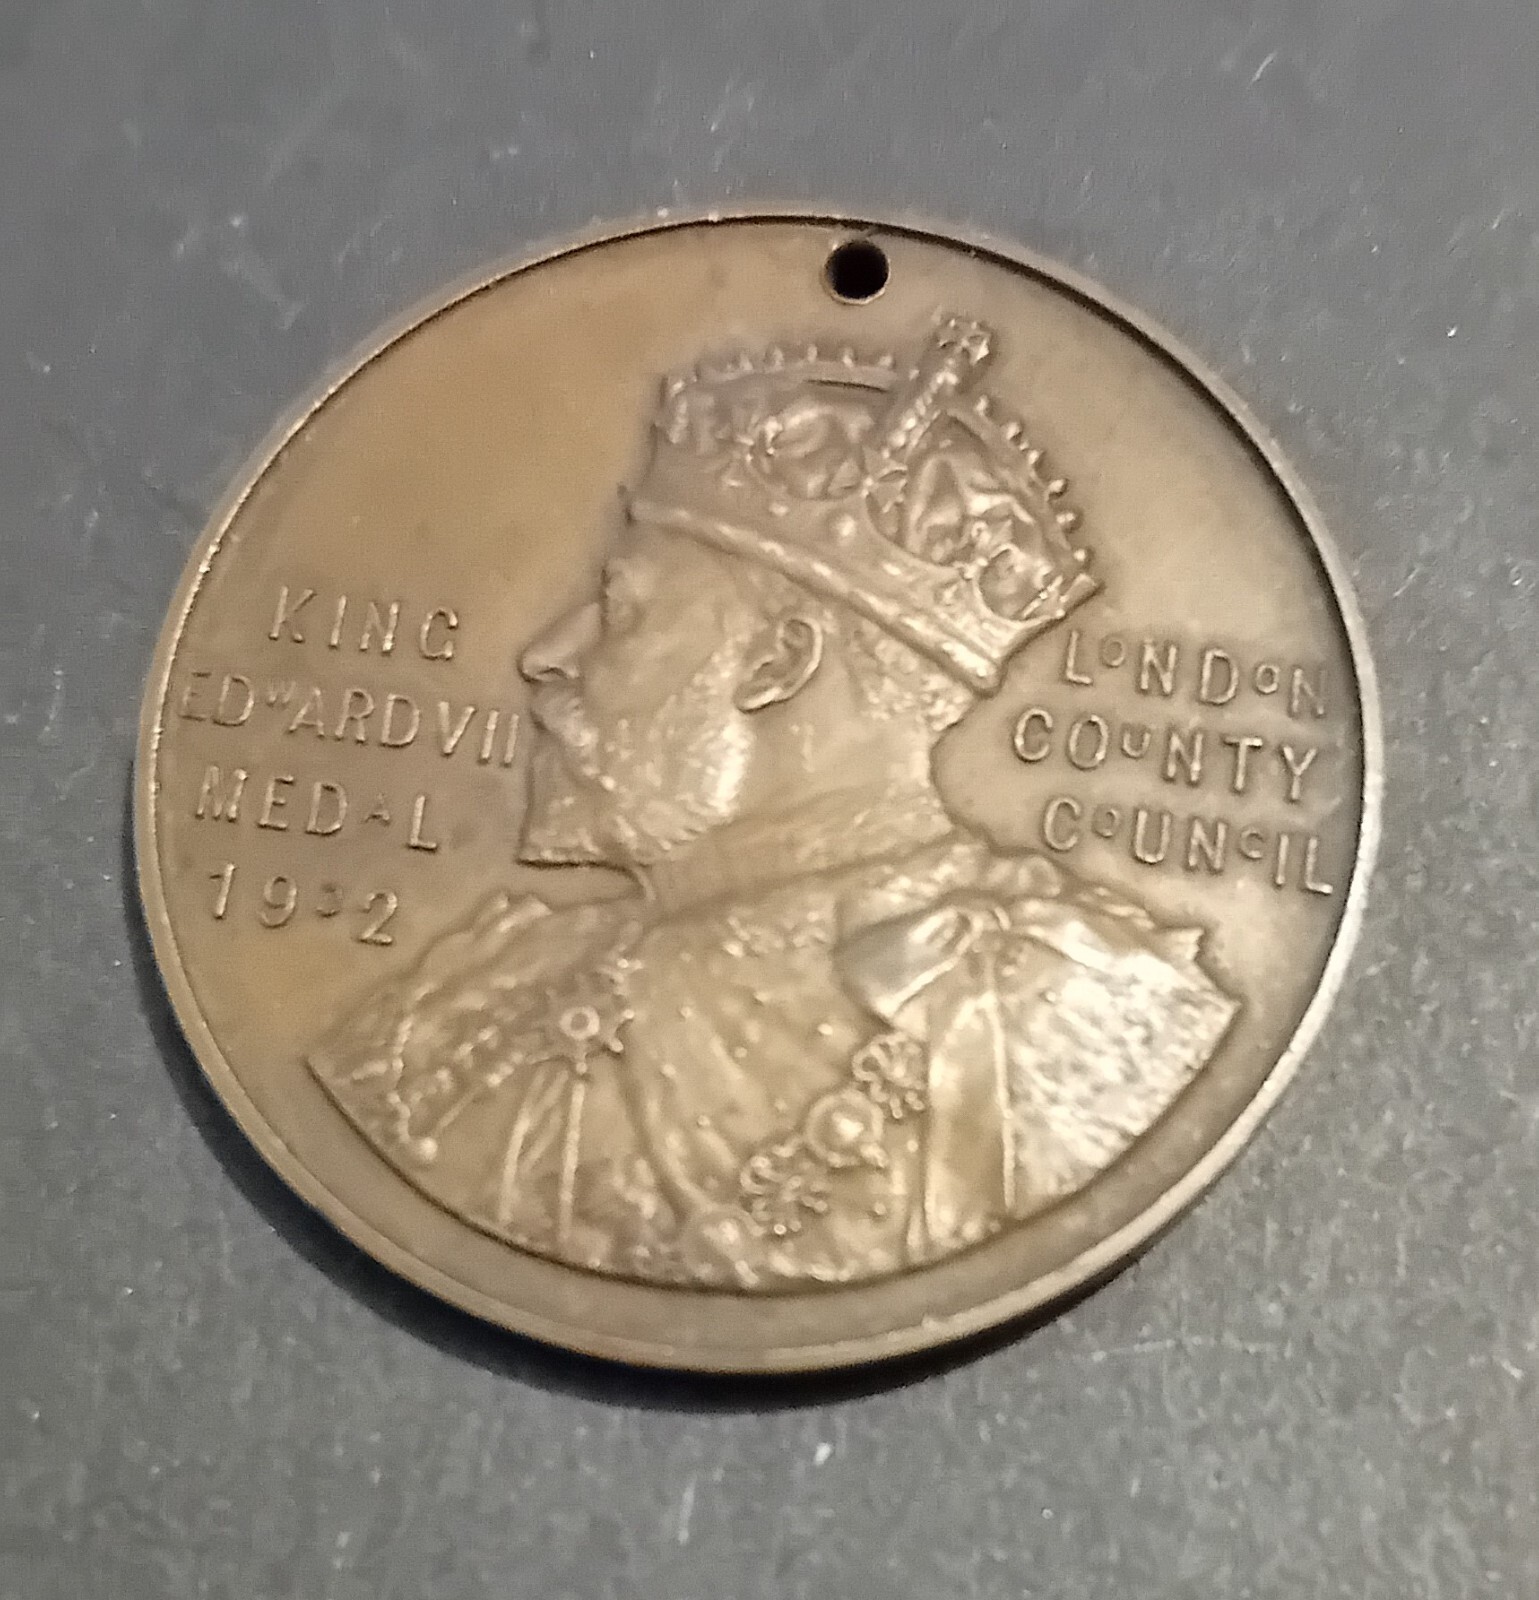 KING
EDWARD VII
MEDAL
1902
LONDON
COUNTY
COUNCIL